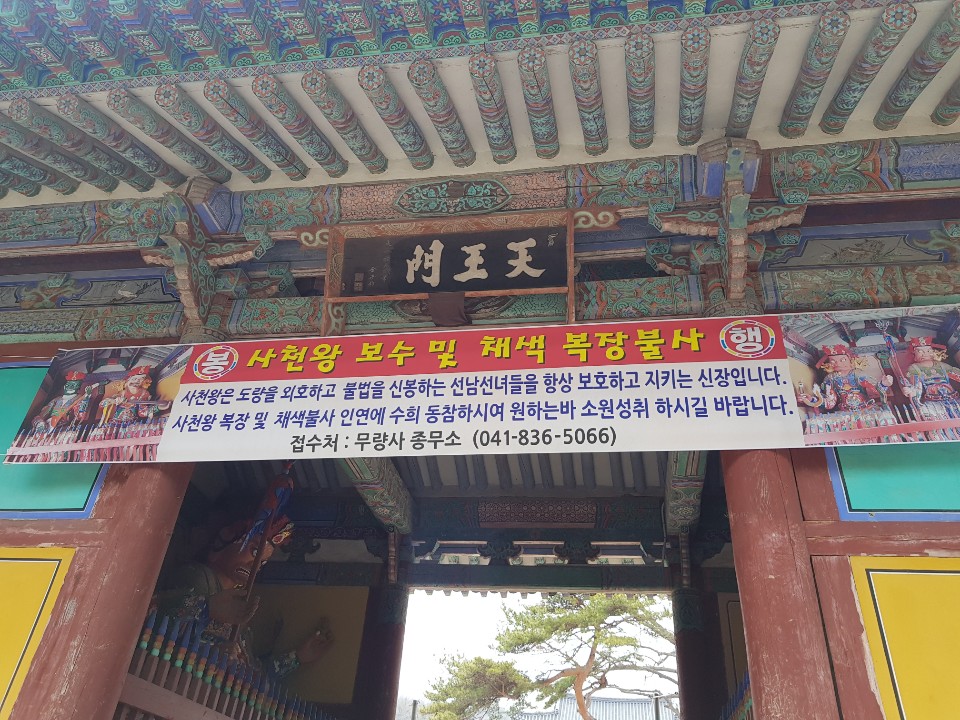 門王天
봉 사천왕 보수 및 채색 복장불사 행
사천왕은 도량을 외호하고 불법을 신봉하는 선남선녀들을 항상 보호하고 지키는 신장입니다.
사천왕 복장 및 채색불사 인연에 수희 동참하시여 원하는바 소원성취 하시길 바랍니다.
접수처 : 무량사 종무소 (041-836-5066)